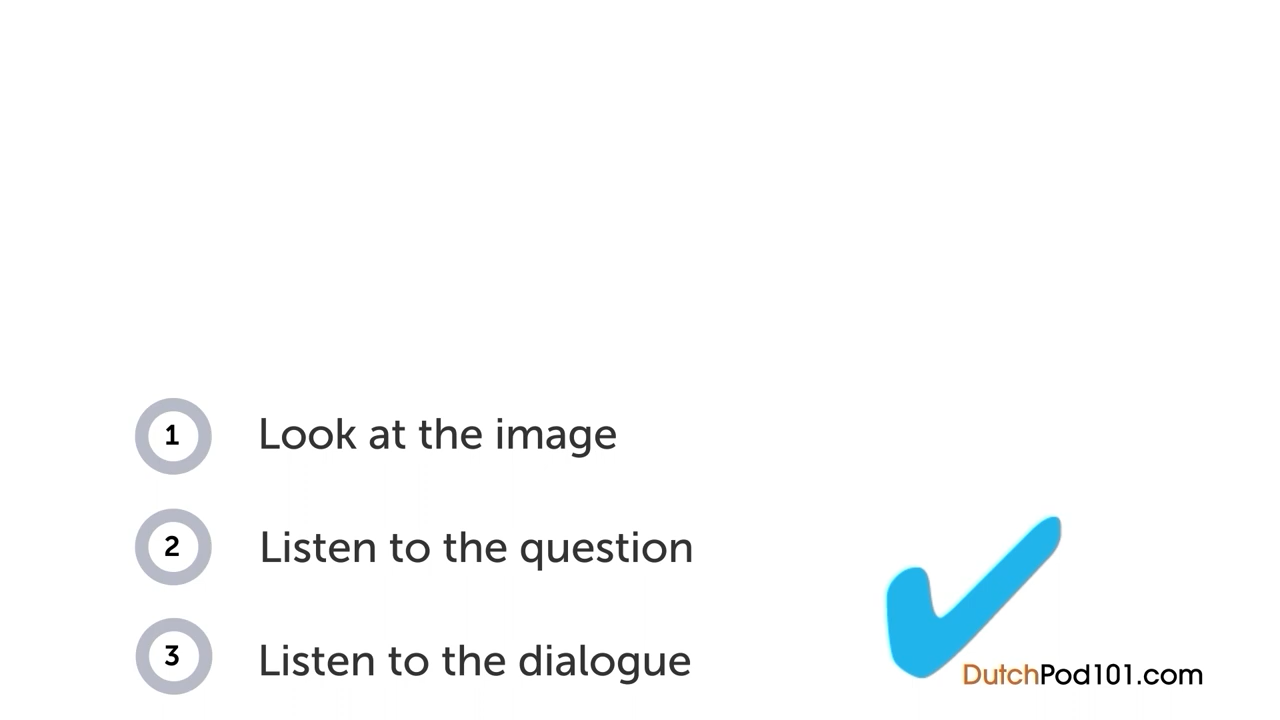 1 Look at the image
2 Listen to the question
3 Listen to the dialogue
DutchPod101.com